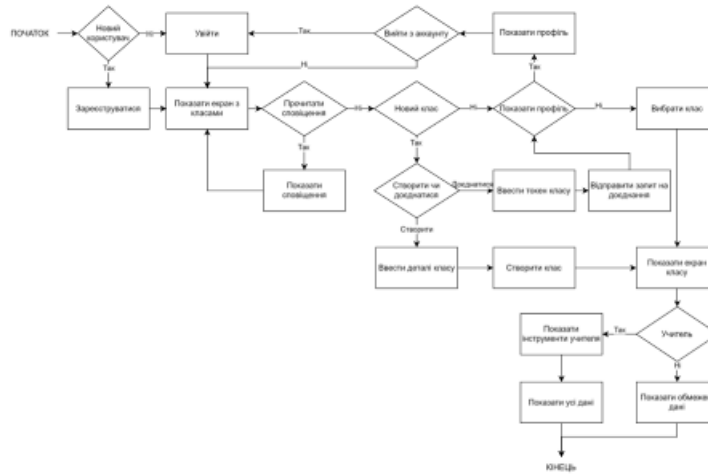 ПОЧАТОК
Новий
користувач
Ні
Увійти
Так
Вийти з аккаунту
Показати профіль
Так
Ні
Так
Зареєструватися
Показати екран з
класами
Прочитати
сповіщення
Ні
Новий клас
Ні
Показати профіль
Ні
Вибрати клас
Так
Так
Показати
сповіщення
Створити чи
доєднатися
Доєднатися
Ввести токен класу
Відправити запит на
доєднання
Створити
Ввести деталі класу
Створити клас
Показати екран
класу
Показати
інструменти учителя
Так
Учитель
Ні
Показати усі дані
Показати обмежені
дані
КІНЕЦЬ